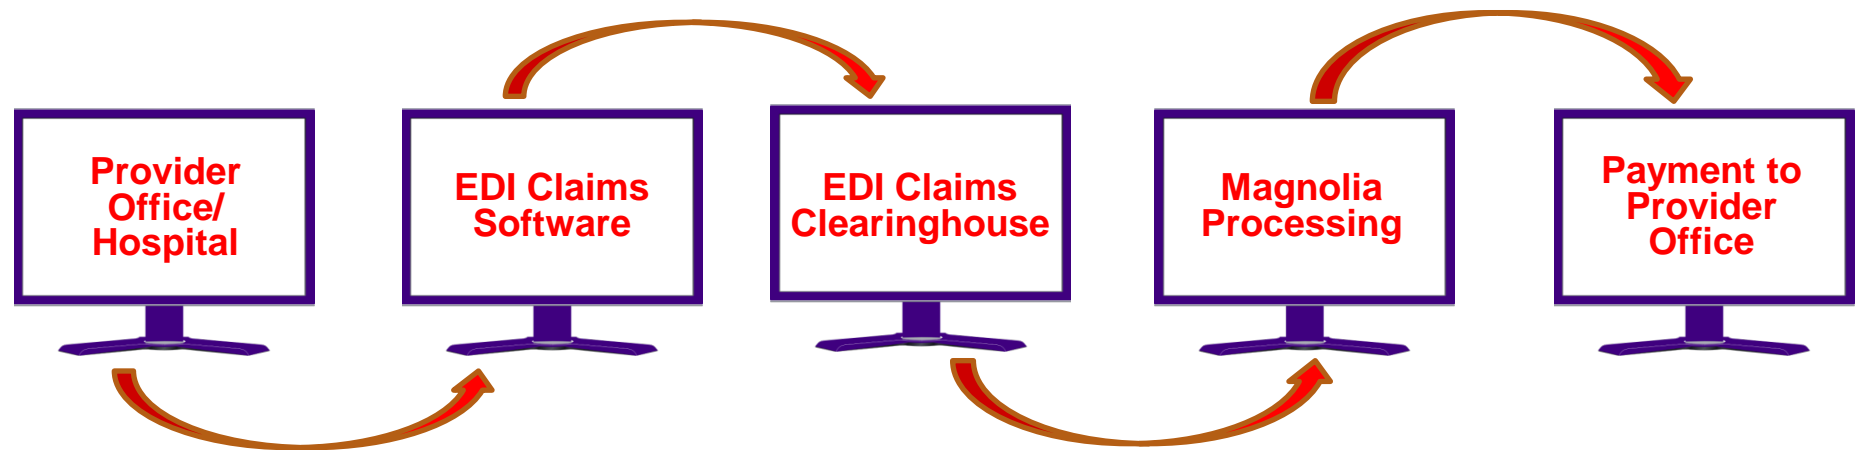 Provider
Office/
Hospital
EDI Claims
Software
EDI Claims
Clearinghouse
Magnolia
Processing
Payment to
Provider
Office